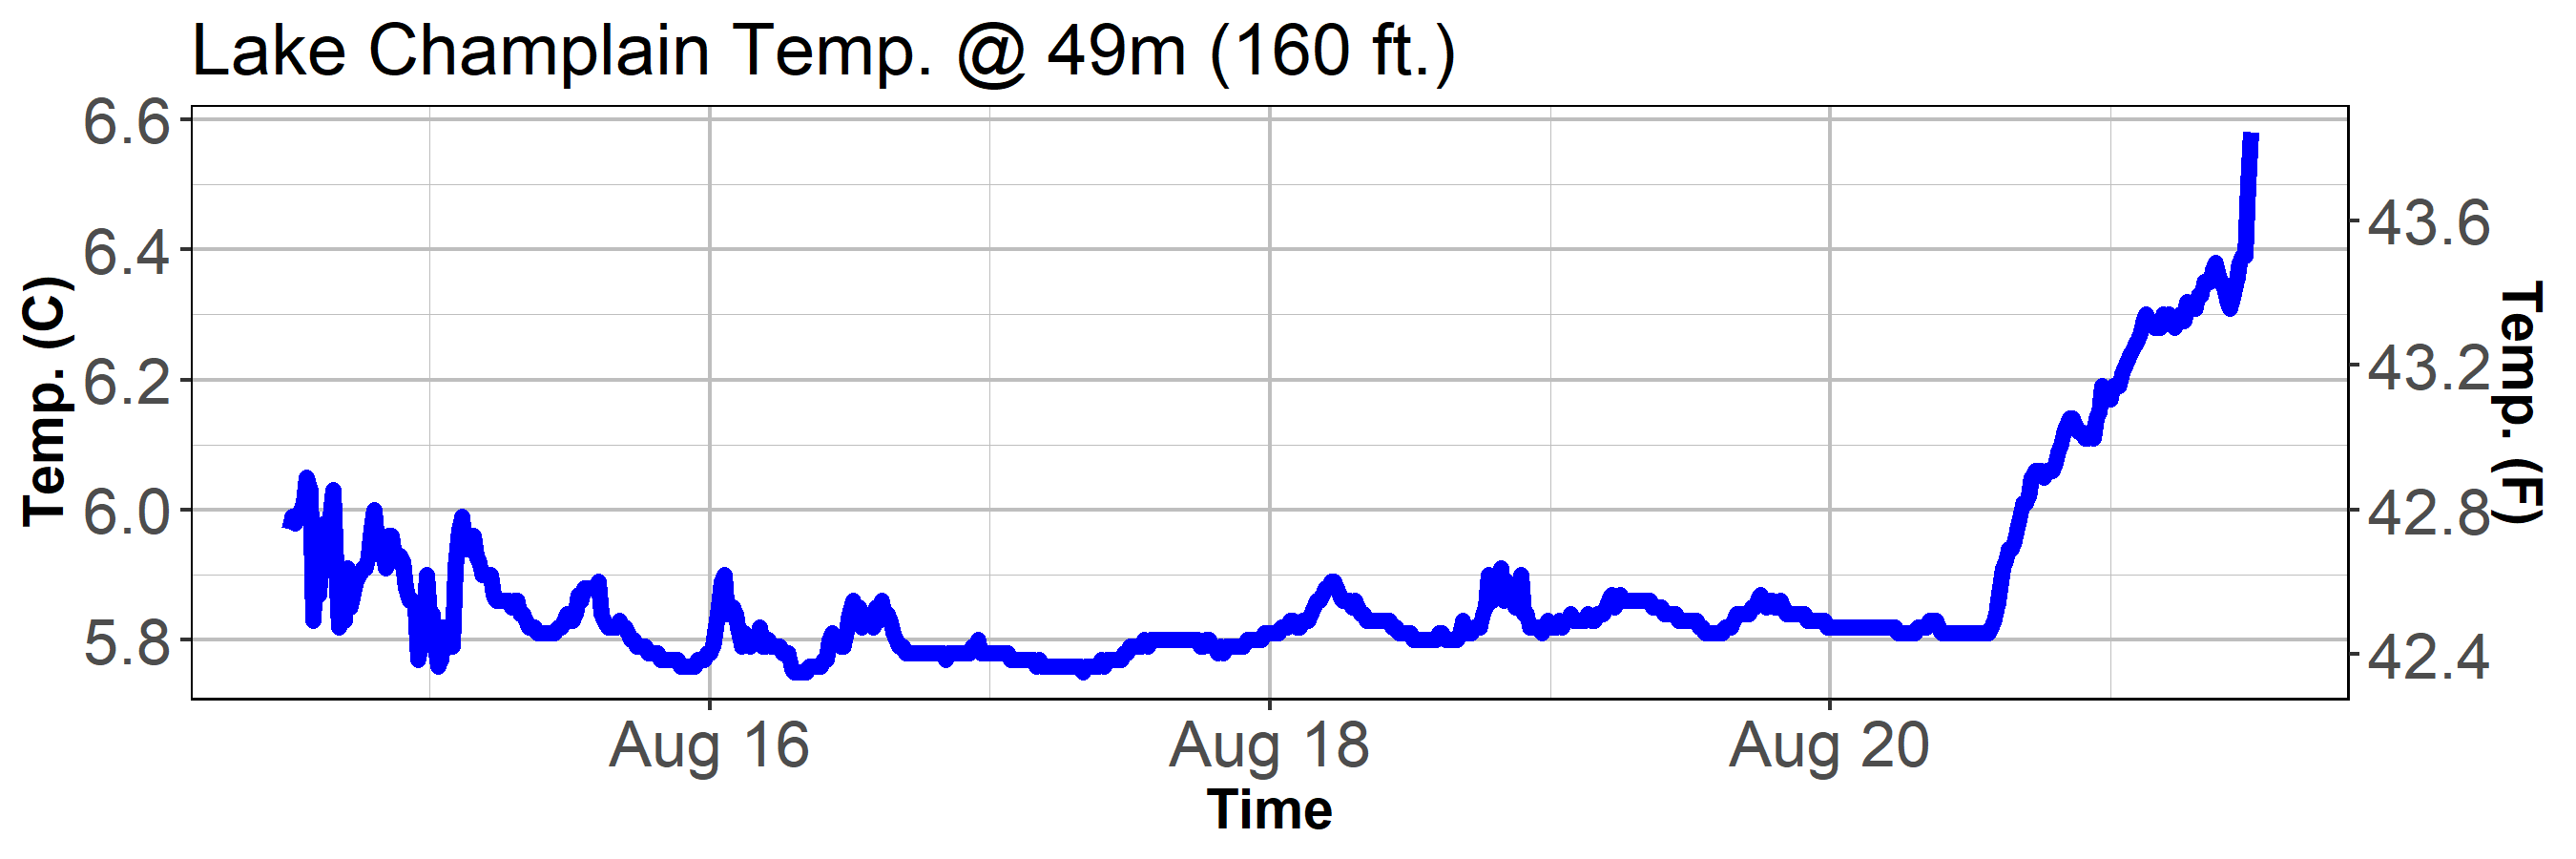 Lake Champlain Temp. @ 49m (160 ft.)
6.6
6.4
6.2
6.0
5.8
Temp. (C)
43.6
43.2
42.8
42.4
Temp. (F)
Aug 16
Aug 18
Aug 20
Time